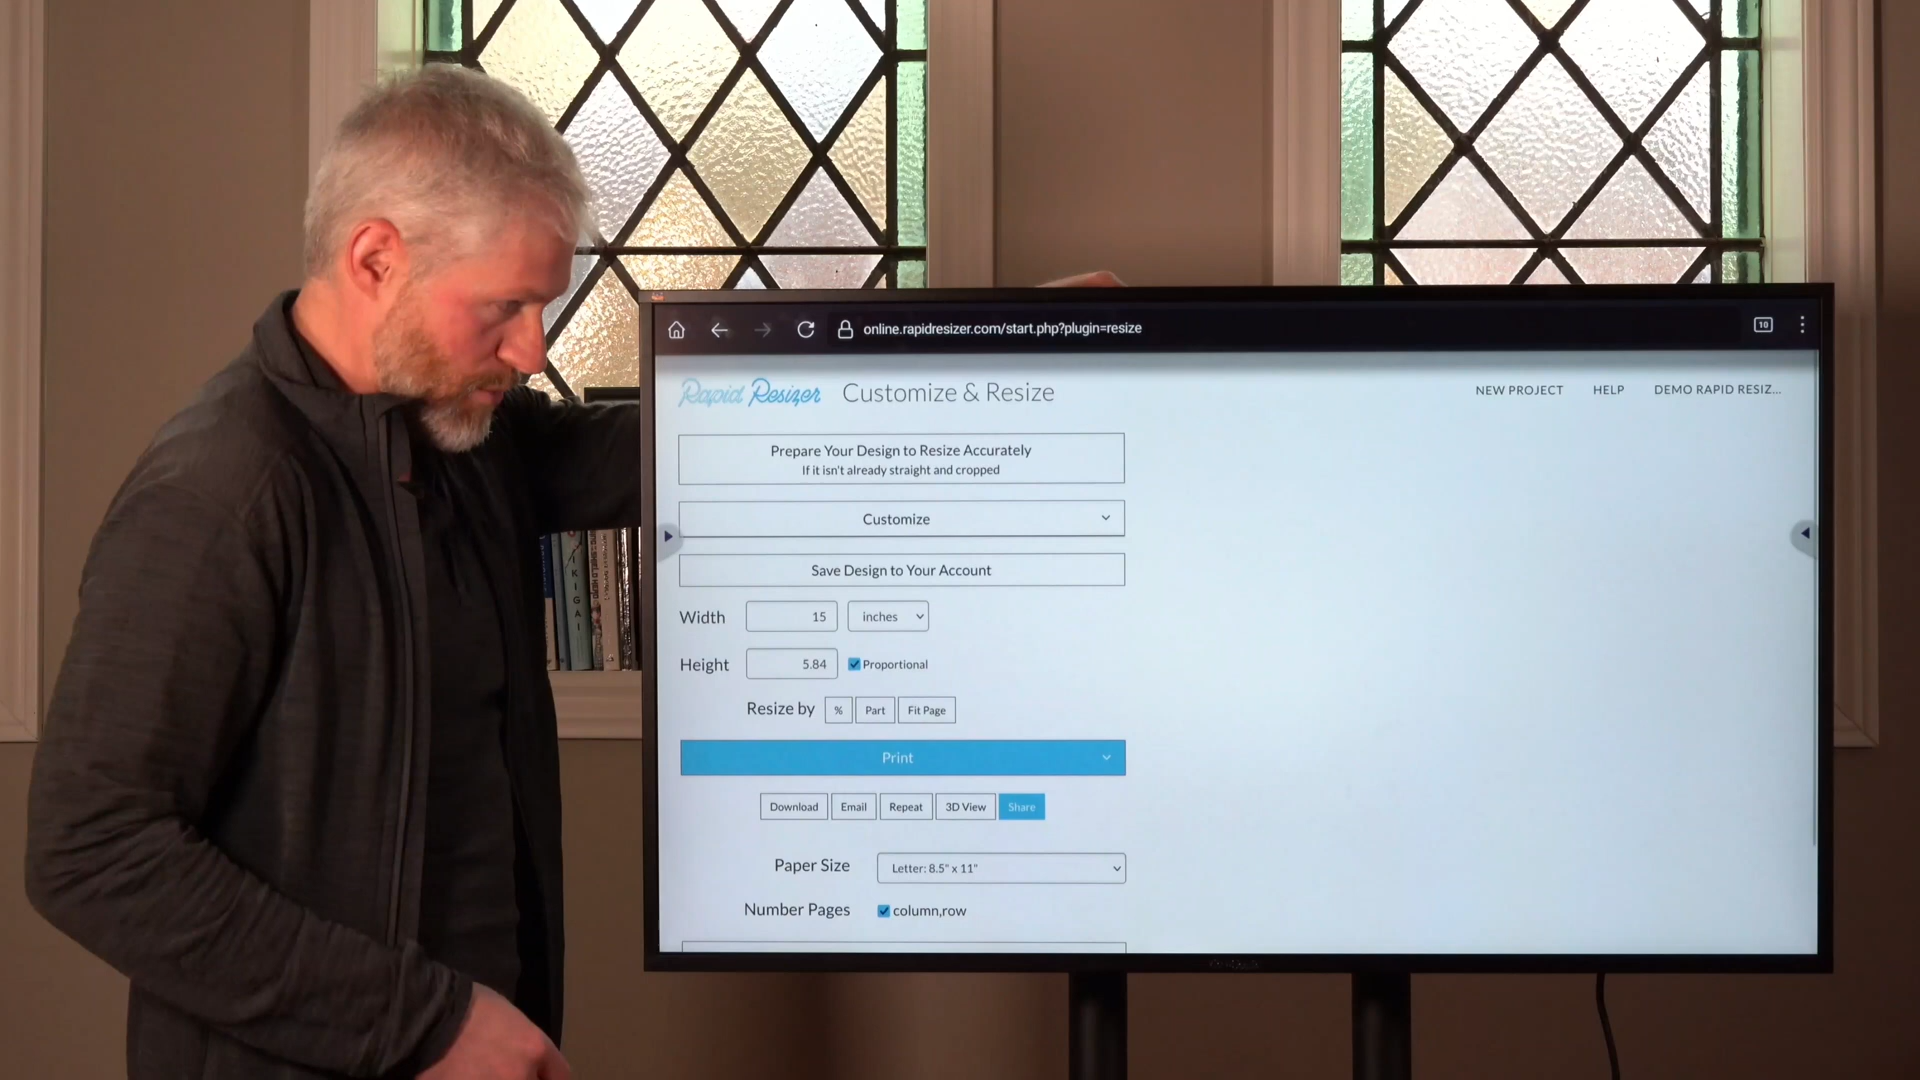 online.rapidresizer.com/start.php?plugin=resize
10
Rapid Resizer Customize & Resize
NEW PROJECT HELP DEMO RAPID RESIZ...
Prepare Your Design to Resize Accurately
If it isn't already straight and cropped
Customize
Save Design to Your Account
Width 15 inches
Height 5.84 Proportional
Resize by % Part Fit Page
Print
Download Email Repeat 3D View Share
Paper Size Letter: 8.5" x 11"
Number Pages column,row
IKIGAI